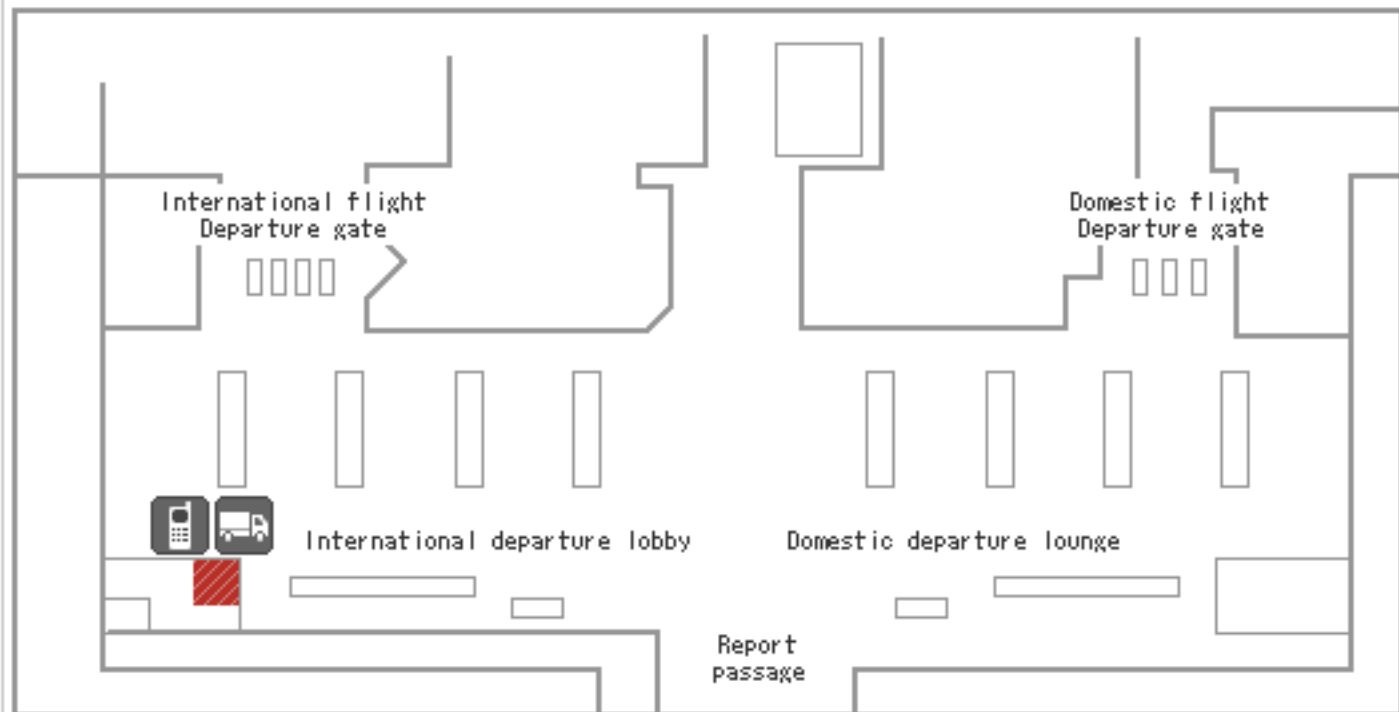 International flight
Departure gate
Domestic flight
Departure gate
International departure lobby
Domestic departure lounge
Report
passage